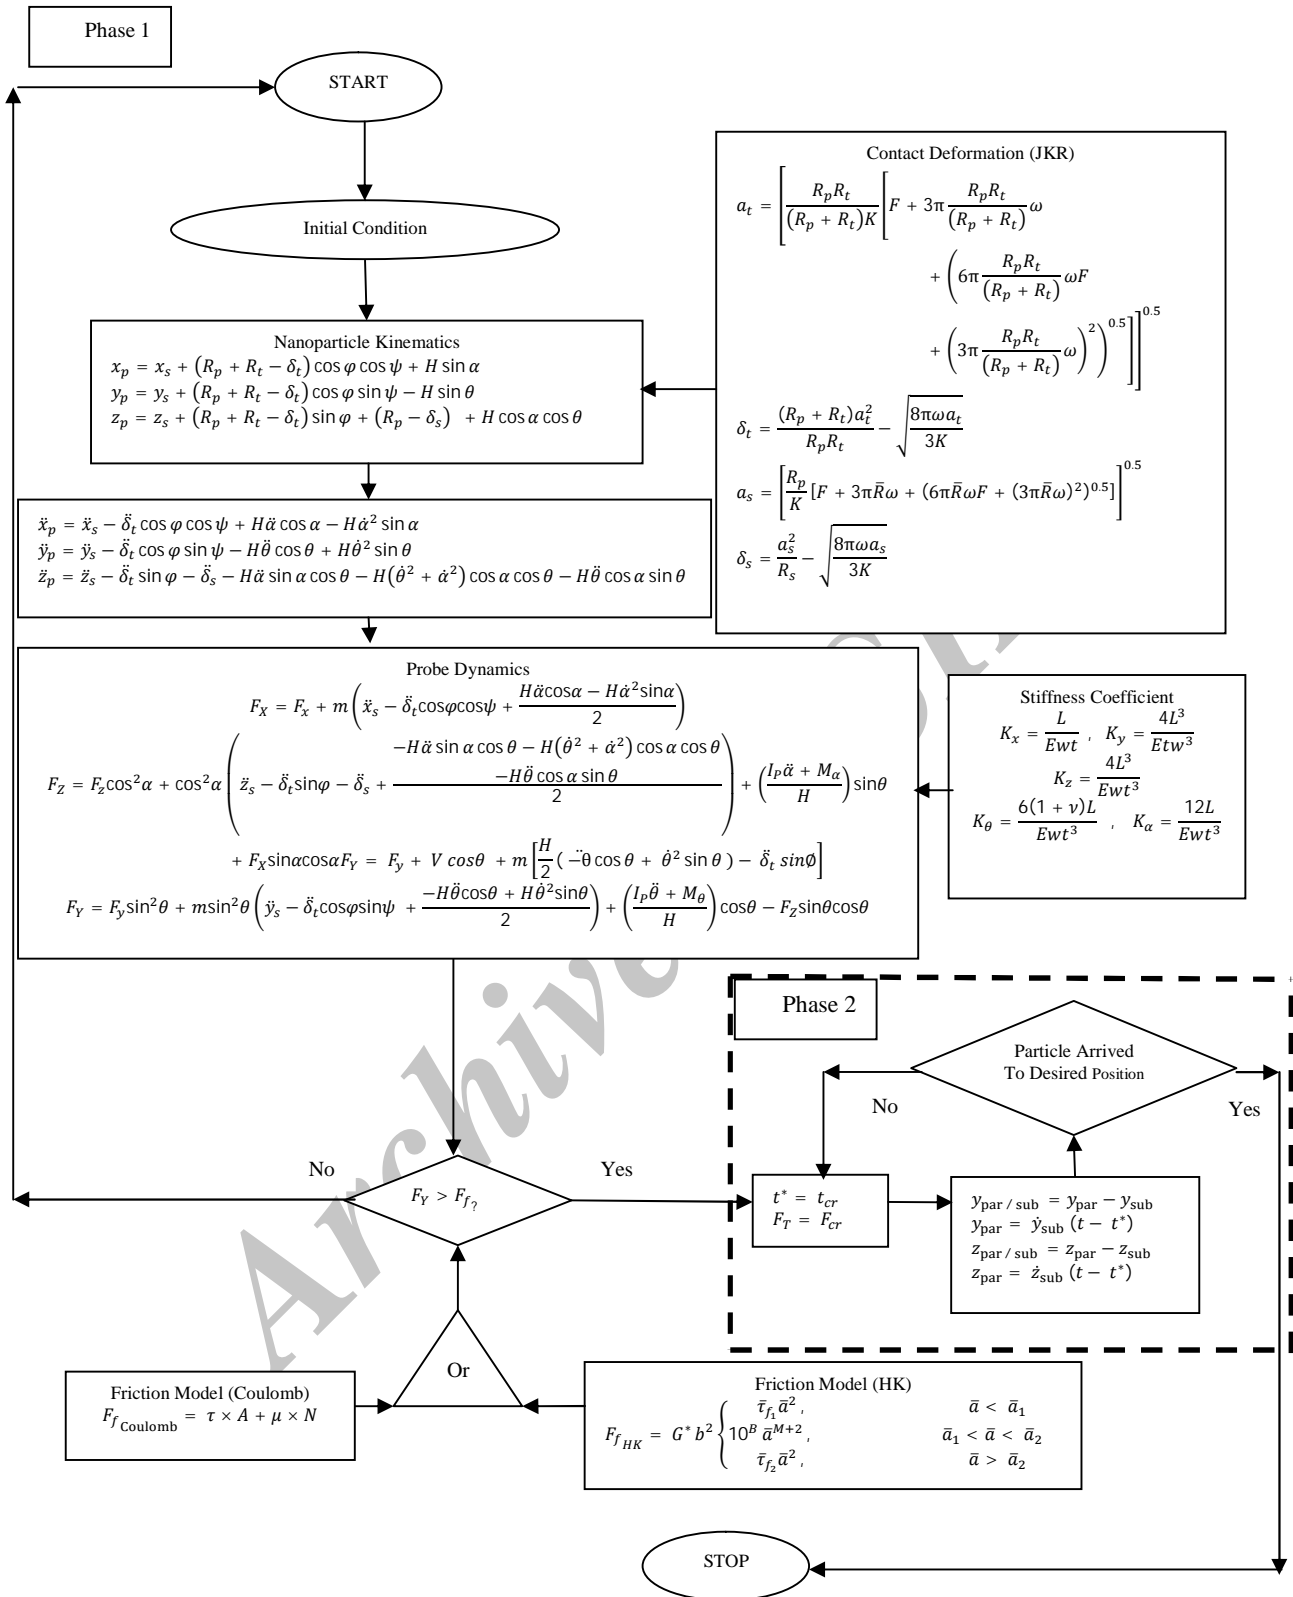 Phase 1
START
Initial Condition
Contact Deformation (JKR)
a_t = [ R_pR_t / (R_p + R_t)K [ F + 3π R_pR_t / (R_p + R_t) ω
+ ( 6π R_pR_t / (R_p + R_t) ωF
+ ( 3π R_pR_t / (R_p + R_t) ω )^2 )^0.5 ] ]^0.5
δ_t = (R_p + R_t)a_t^2 / R_pR_t − √(8πωa_t / 3K)
a_s = [ R_p / K [F + 3πR̄ω + (6πR̄ωF + (3πR̄ω)^2)^0.5] ]^0.5
δ_s = a_s^2 / R_s − √(8πωa_s / 3K)
Nanoparticle Kinematics
x_p = x_s + (R_p + R_t − δ_t) cos φ cos ψ + H sin α
y_p = y_s + (R_p + R_t − δ_t) cos φ sin ψ − H sin θ
z_p = z_s + (R_p + R_t − δ_t) sin φ + (R_p − δ_s) + H cos α cos θ
ẍ_p = ẍ_s − δ̈_t cos φ cos ψ + Hα̈ cos α − Hα̇² sin α
ÿ_p = ÿ_s − δ̈_t cos φ sin ψ − Hθ̈ cos θ + Hθ̇² sin θ
z̈_p = z̈_s − δ̈_t sin φ − δ̈_s − Hα̈ sin α cos θ − H(θ̇² + α̇²) cos α cos θ − Hθ̈ cos α sin θ
Probe Dynamics
F_X = F_x + m ( ẍ_s − δ̈_t cosφcosψ + (Hα̈cosα − Hα̇²sinα) / 2 )
F_Z = F_z cos²α + cos²α ( z̈_s − δ̈_t sinφ − δ̈_s + (−Hα̈ sin α cos θ − H(θ̇² + α̇²) cos α cos θ −Hθ̈ cos α sin θ) / 2 ) + ( (I_P α̈ + M_α) / H ) sinθ
+ F_X sinαcosαF_Y = F_y + V cosθ + m [ H/2 ( −θ̈ cos θ + θ̇² sin θ ) − δ̈_t sin∅ ]
F_Y = F_y sin²θ + msin²θ ( ÿ_s − δ̈_t cosφsinψ + (−Hθ̈cosθ + Hθ̇²sinθ) / 2 ) + ( (I_P θ̈ + M_θ) / H ) cosθ − F_Z sinθcosθ
Stiffness Coefficient
K_x = L / Ewt , K_y = 4L³ / Etw³
K_z = 4L³ / Ewt³
K_θ = 6(1 + ν)L / Ewt³ , K_α = 12L / Ewt³
Phase 2
Particle Arrived
To Desired Position
No
Yes
No
Yes
F_Y > F_f ?
t* = t_cr
F_T = F_cr
y_par / sub = y_par − y_sub
y_par = ẏ_sub (t − t*)
z_par / sub = z_par − z_sub
z_par = ż_sub (t − t*)
Or
Friction Model (Coulomb)
F_f Coulomb = τ × A + μ × N
Friction Model (HK)
F_f HK = G* b² { τ̄_f1 ā² , ā < ā_1
10^B ā^(M+2) , ā_1 < ā < ā_2
τ̄_f2 ā² , ā > ā_2
STOP